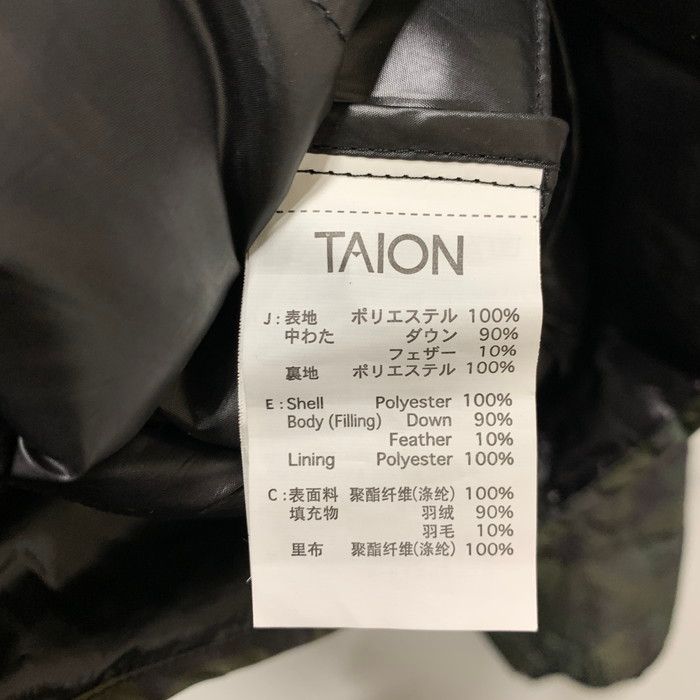 TAION
J : 表地 ポリエステル 100%
中わた ダウン 90%
フェザー 10%
裏地 ポリエステル 100%
E : Shell Polyester 100%
Body (Filling) Down 90%
Feather 10%
Lining Polyester 100%
C : 表面料 聚酯纤维(涤纶) 100%
填充物 羽绒 90%
羽毛 10%
里布 聚酯纤维(涤纶) 100%